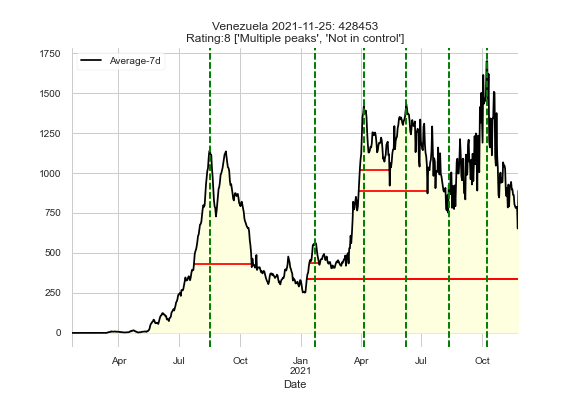 Venezuela 2021-11-25: 428453
Rating:8 ['Multiple peaks', 'Not in control']
Average-7d
1750
1500
1250
1000
750
500
250
0
Apr
Jul
Oct
Jan
2021
Apr
Jul
Oct
Date